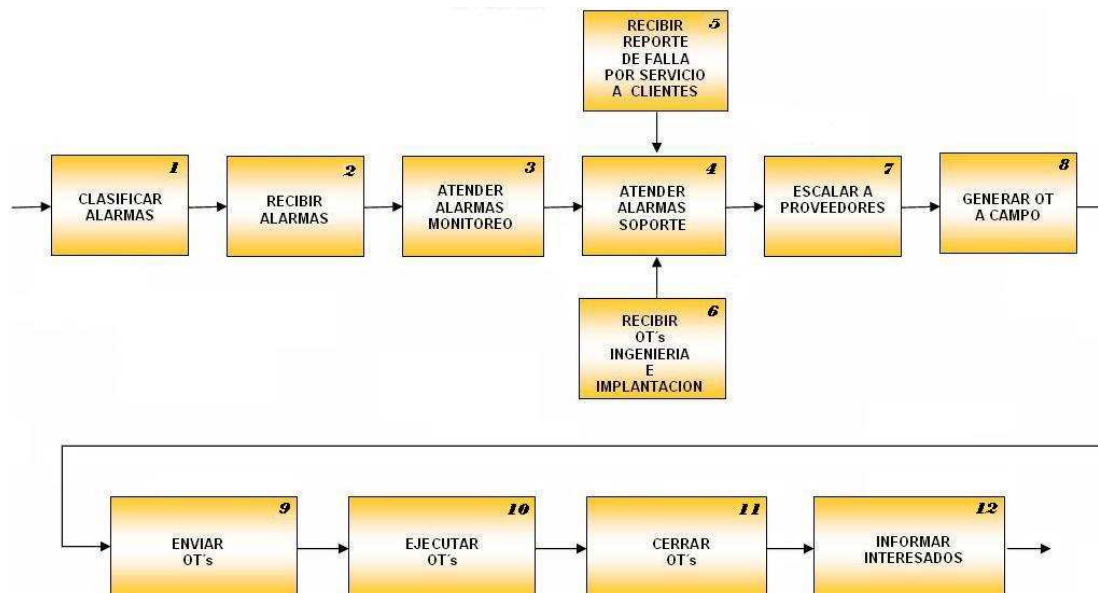 5
RECIBIR
REPORTE
DE FALLA
POR SERVICIO
A CLIENTES
1
CLASIFICAR
ALARMAS
2
RECIBIR
ALARMAS
3
ATENDER
ALARMAS
MONITOREO
4
ATENDER
ALARMAS
SOPORTE
7
ESCALAR A
PROVEEDORES
8
GENERAR OT
A CAMPO
6
RECIBIR
OT´s
INGENIERIA
E
IMPLANTACION
9
ENVIAR
OT´s
10
EJECUTAR
OT´s
11
CERRAR
OT´s
12
INFORMAR
INTERESADOS